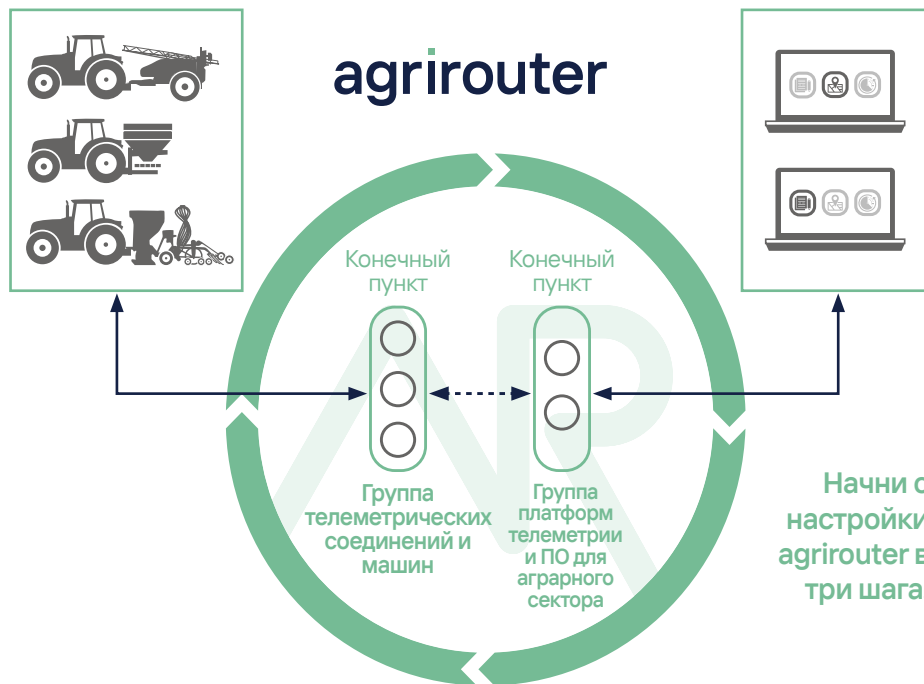 agrirouter
Конечный
пункт
Конечный
пункт
Группа
телеметрических
соединений и
машин
Группа
платформ
телеметрии
и ПО для
аграрного
сектора
Начни с
настройки
agrirouter в
три шага